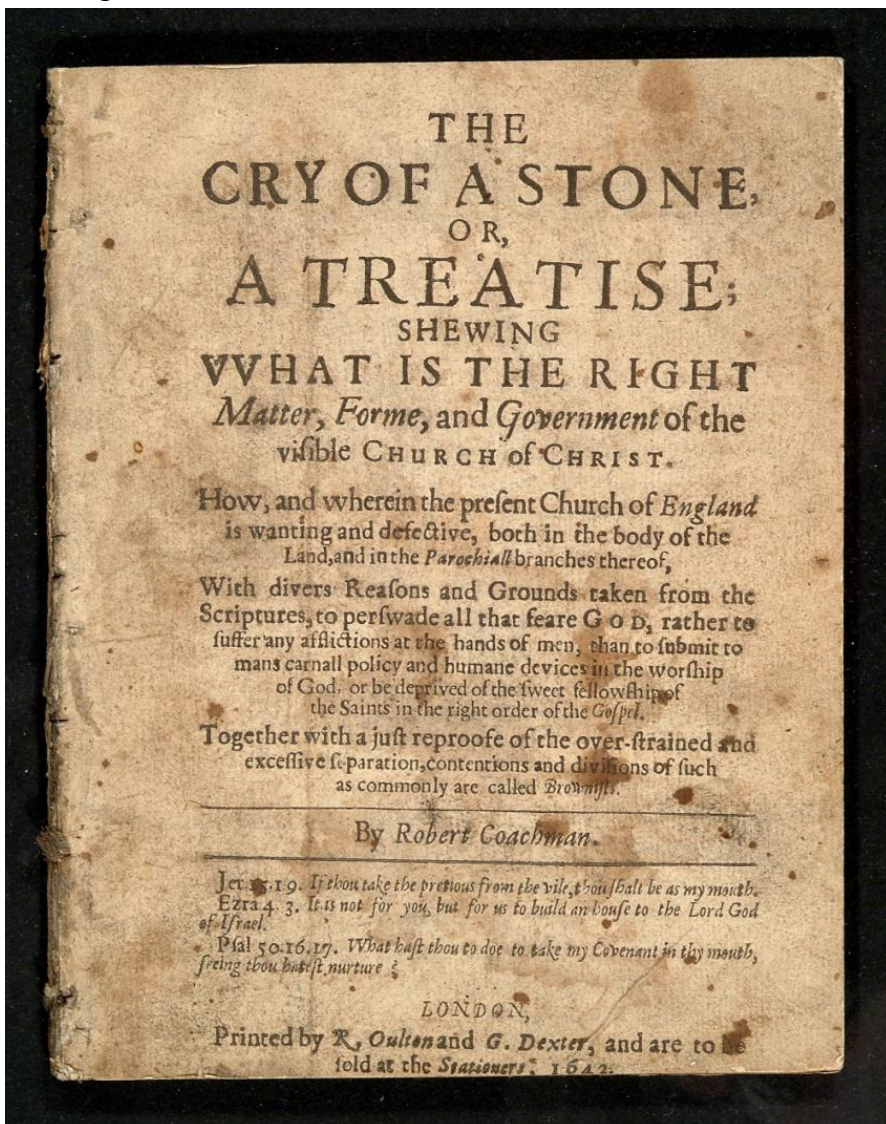 THE
CRY OF A STONE,
OR,
A TREATISE;
SHEWING
VVHAT IS THE RIGHT
Matter, Forme, and Government of the
viſible CHURCH of CHRIST.
How, and wherein the preſent Church of England
is wanting and defective, both in the body of the
Land, and in the Parochiall branches thereof,
With divers Reaſons and Grounds taken from the
Scriptures, to perſwade all that feare GOD, rather to
ſuffer any afflictions at the hands of men, than to ſubmit to
mans carnall policy and humane devices in the worſhip
of God, or be deprived of the ſweet fellowſhip of
the Saints in the right order of the Goſpel.
Together with a juſt reproofe of the over-ſtrained and
exceſſive ſeparation, contentions and diviſions of ſuch
as commonly are called Browniſts.
By Robert Coachman.
Jer. 15.19. If thou take the pretious from the vile, thou ſhalt be as my mouth.
Ezra 4. 3. It is not for you, but for us to build an houſe to the Lord God
of Iſrael.
Pſal 50.16.17. What haſt thou to doe to take my Covenant in thy mouth,
ſeeing thou hateſt nurture?
LONDON,
Printed by R. Oulton and G. Dexter, and are to be
ſold at the Stationers. 1642.